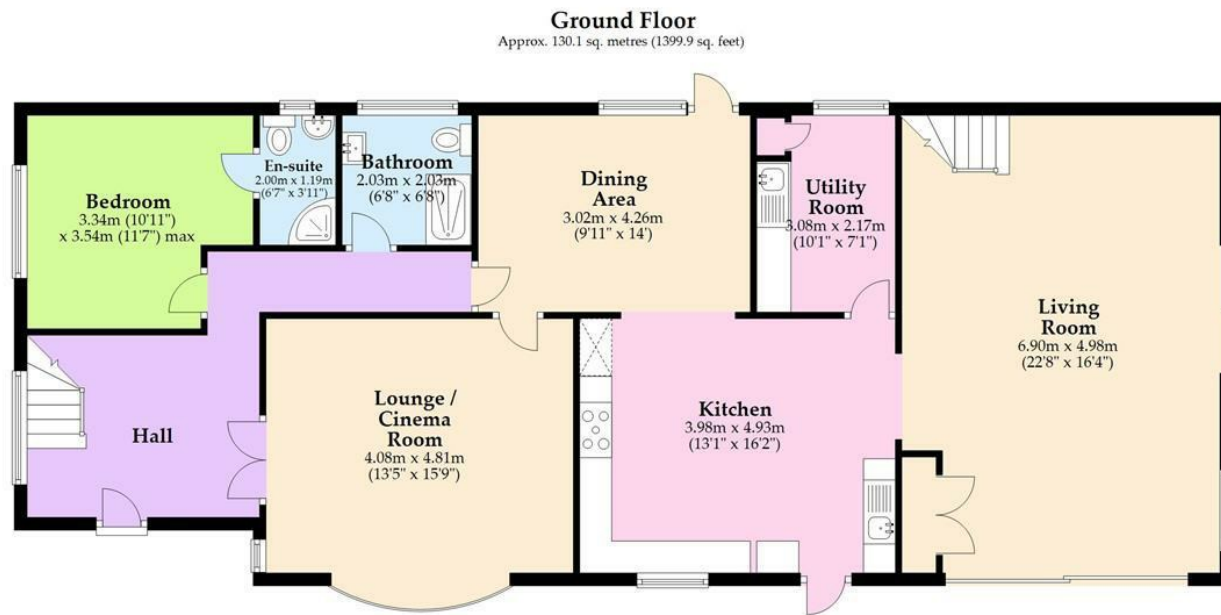 Ground Floor
Approx. 130.1 sq. metres (1399.9 sq. feet)
Bedroom
3.34m (10'11")
x 3.54m (11'7") max
En-suite
2.00m x 1.19m
(6'7" x 3'11")
Bathroom
2.03m x 2.03m
(6'8" x 6'8")
Dining
Area
3.02m x 4.26m
(9'11" x 14')
Utility
Room
3.08m x 2.17m
(10'1" x 7'1")
Living
Room
6.90m x 4.98m
(22'8" x 16'4")
Hall
Lounge /
Cinema
Room
4.08m x 4.81m
(13'5" x 15'9")
Kitchen
3.98m x 4.93m
(13'1" x 16'2")